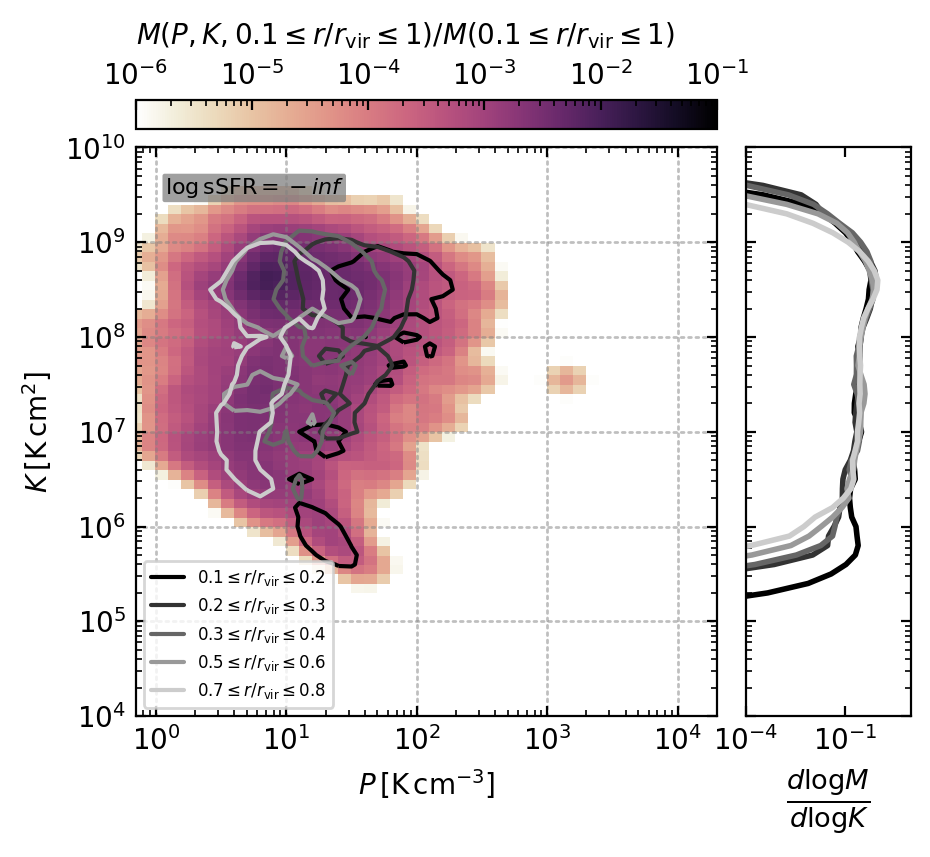 M(P, K, 0.1 ≤ r/r_vir ≤ 1)/M(0.1 ≤ r/r_vir ≤ 1)
10^−6 10^−5 10^−4 10^−3 10^−2 10^−1
log sSFR = −inf
10^10
10^9
10^8
10^7
10^6
10^5
10^4
K [K cm^2]
0.1 ≤ r/r_vir ≤ 0.2
0.2 ≤ r/r_vir ≤ 0.3
0.3 ≤ r/r_vir ≤ 0.4
0.5 ≤ r/r_vir ≤ 0.6
0.7 ≤ r/r_vir ≤ 0.8
10^0 10^1 10^2 10^3 10^4
P [K cm^−3]
10^−4 10^−1
dlogM
dlogK